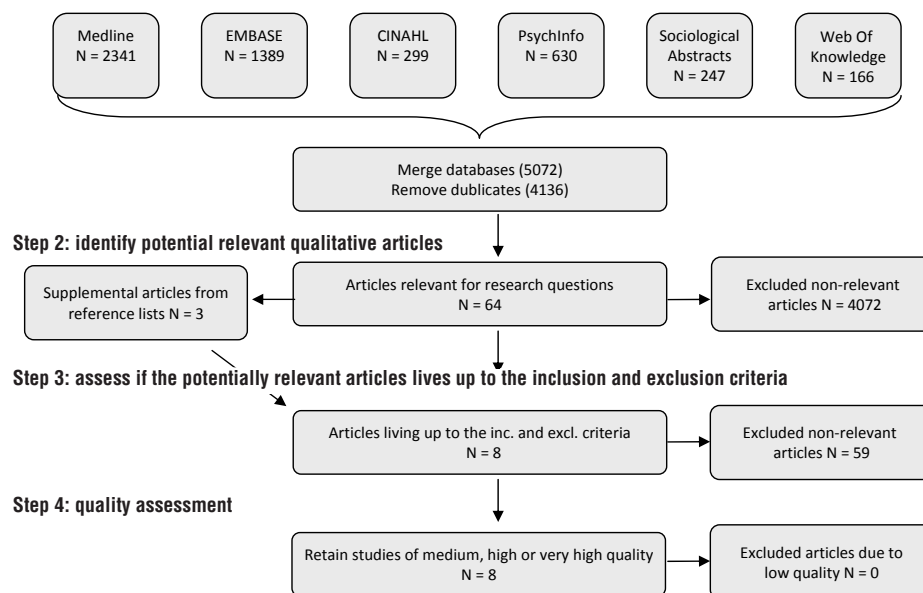 Medline
N = 2341
EMBASE
N = 1389
CINAHL
N = 299
PsychInfo
N = 630
Sociological
Abstracts
N = 247
Web Of
Knowledge
N = 166
Merge databases (5072)
Remove dublicates (4136)
Step 2: identify potential relevant qualitative articles
Supplemental articles from
reference lists N = 3
Articles relevant for research questions
N = 64
Excluded non-relevant
articles N = 4072
Step 3: assess if the potentially relevant articles lives up to the inclusion and exclusion criteria
Articles living up to the inc. and excl. criteria
N = 8
Excluded non-relevant
articles N = 59
Step 4: quality assessment
Retain studies of medium, high or very high quality
N = 8
Excluded articles due to
low quality N = 0